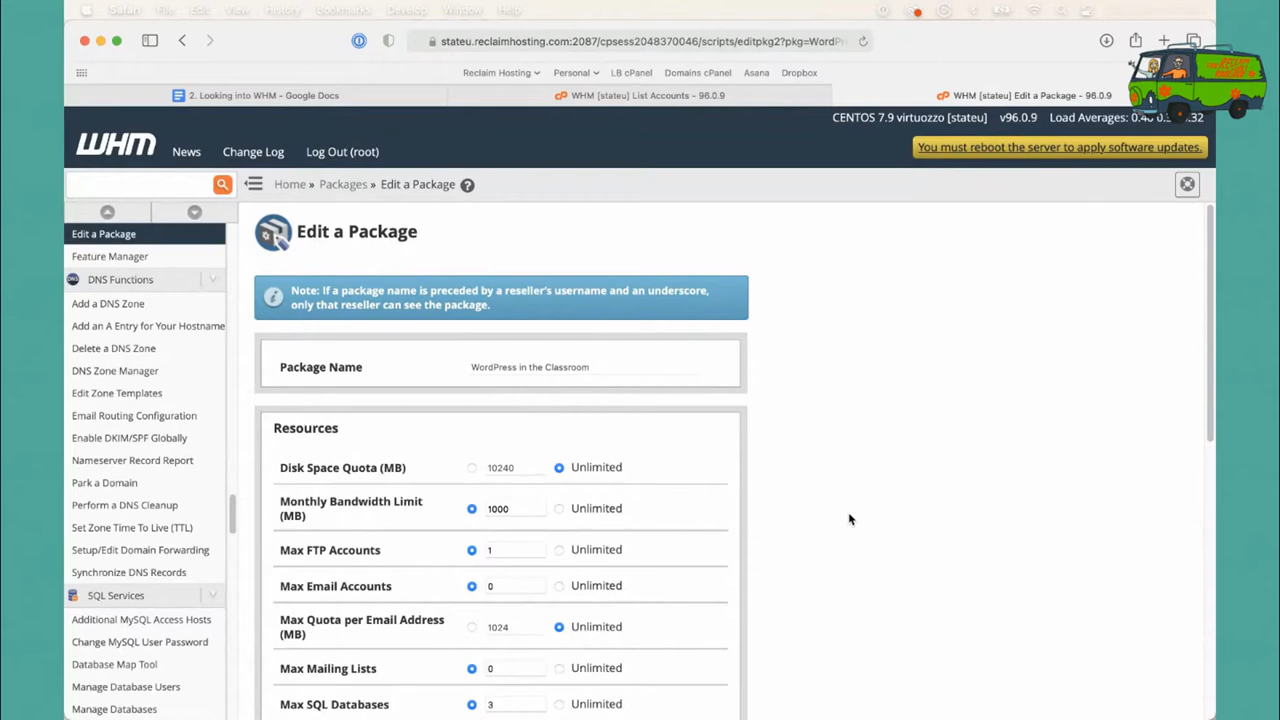 Safari File Edit View History Bookmarks Develop Window Help
stateu.reclaimhosting.com:2087/cpsess2048370046/scripts/editpkg2?pkg=WordPr
Reclaim Hosting Personal LB cPanel Domains cPanel Asana Dropbox
2. Looking into WHM - Google Docs
WHM [stateu] List Accounts - 96.0.9
WHM [stateu] Edit a Package - 96.0.9
CENTOS 7.9 virtuozzo [stateu] v96.0.9 Load Averages: 0.40
WHM News Change Log Log Out (root)
You must reboot the server to apply software updates.
Home » Packages » Edit a Package
Edit a Package
Feature Manager
DNS Functions
Add a DNS Zone
Add an A Entry for Your Hostname
Delete a DNS Zone
DNS Zone Manager
Edit Zone Templates
Email Routing Configuration
Enable DKIM/SPF Globally
Nameserver Record Report
Park a Domain
Perform a DNS Cleanup
Set Zone Time To Live (TTL)
Setup/Edit Domain Forwarding
Synchronize DNS Records
SQL Services
Additional MySQL Access Hosts
Change MySQL User Password
Database Map Tool
Manage Database Users
Manage Databases
Edit a Package
Note: If a package name is preceded by a reseller's username and an underscore,
only that reseller can see the package.
Package Name WordPress in the Classroom
Resources
Disk Space Quota (MB) 10240 Unlimited
Monthly Bandwidth Limit
(MB) 1000 Unlimited
Max FTP Accounts 1 Unlimited
Max Email Accounts 0 Unlimited
Max Quota per Email Address
(MB) 1024 Unlimited
Max Mailing Lists 0 Unlimited
Max SQL Databases 3 Unlimited